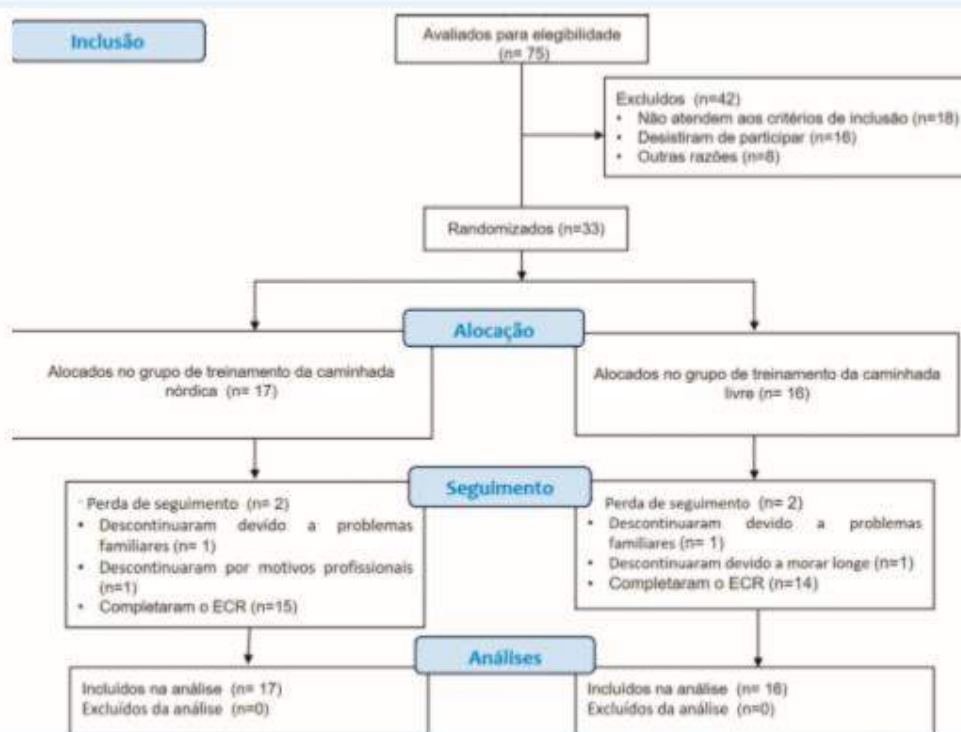 Inclusão
Avaliados para elegibilidade
(n= 75)
Excluídos (n=42)
• Não atendem aos critérios de inclusão (n=18)
• Desistiram de participar (n=16)
• Outras razões (n=8)
Randomizados (n=33)
Alocação
Alocados no grupo de treinamento da caminhada
nórdica (n= 17)
Alocados no grupo de treinamento da caminhada
livre (n= 16)
Seguimento
Perda de seguimento (n= 2)
• Descontinuaram devido a problemas
familiares (n= 1)
• Descontinuaram por motivos profissionais
(n=1)
• Completaram o ECR (n=15)
Perda de seguimento (n= 2)
• Descontinuaram devido a problemas
familiares (n= 1)
• Descontinuaram devido a morar longe (n=1)
• Completaram o ECR (n=14)
Análises
Incluídos na análise (n= 17)
Excluídos da análise (n=0)
Incluídos na análise (n= 16)
Excluídos da análise (n=0)